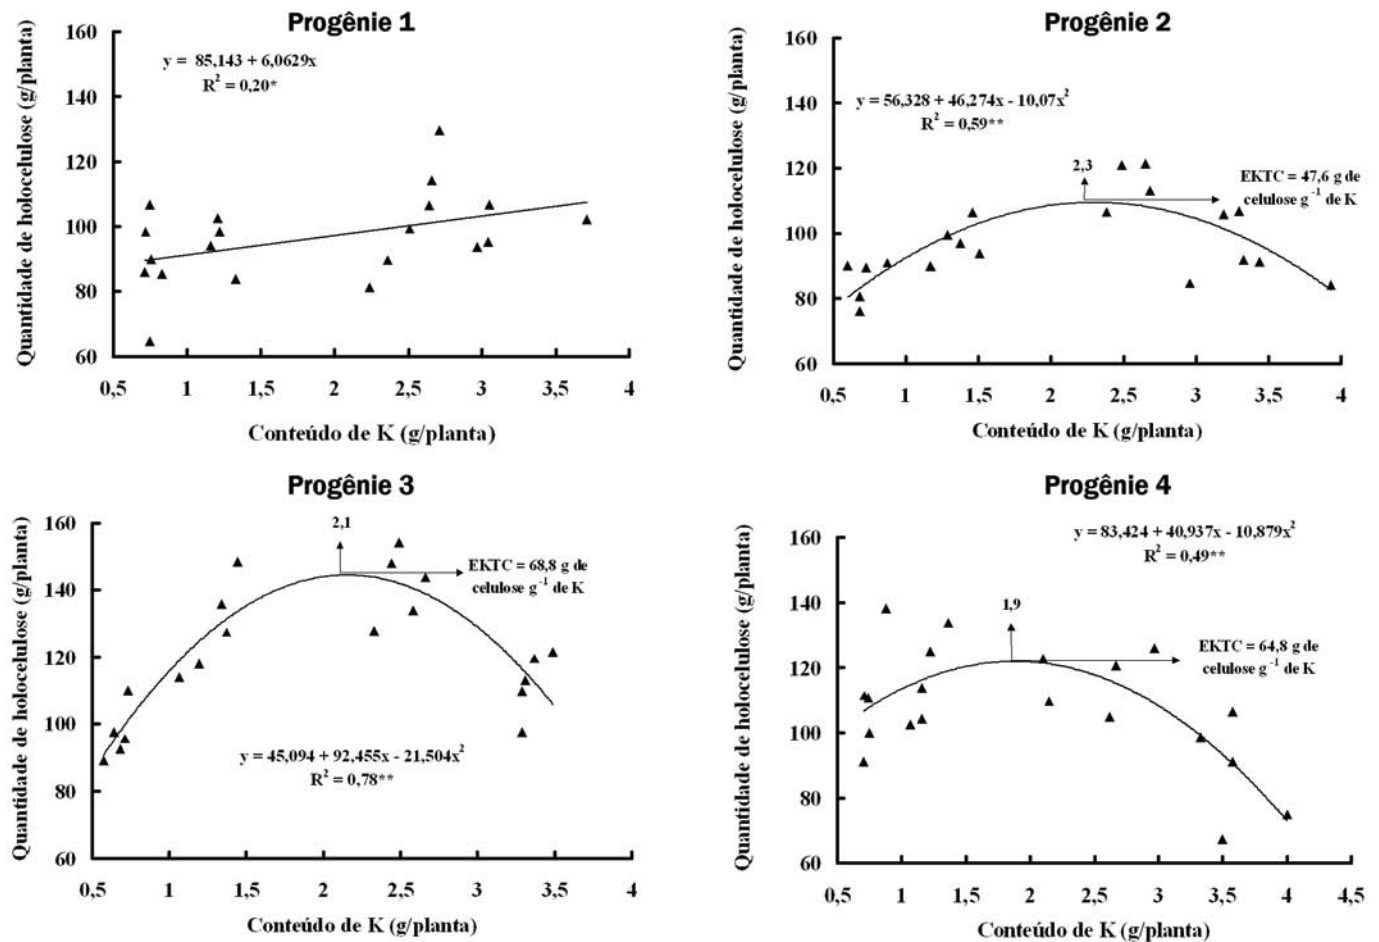 Progênie 1
Quantidade de holocelulose (g/planta)
160
140
120
100
80
60
y = 85,143 + 6,0629x
R² = 0,20*
0,5 1 1,5 2 2,5 3 3,5 4
Conteúdo de K (g/planta)
Progênie 2
Quantidade de holocelulose (g/planta)
160
140
120
100
80
60
y = 56,328 + 46,274x - 10,07x²
R² = 0,59**
2,3
EKTC = 47,6 g de
celulose g⁻¹ de K
0,5 1 1,5 2 2,5 3 3,5 4
Conteúdo de K (g/planta)
Progênie 3
Quantidade de holocelulose (g/planta)
160
140
120
100
80
60
2,1
EKTC = 68,8 g de
celulose g⁻¹ de K
y = 45,094 + 92,455x - 21,504x²
R² = 0,78**
0,5 1 1,5 2 2,5 3 3,5 4
Conteúdo de K (g/planta)
Progênie 4
Quantidade de holocelulose (g/planta)
160
140
120
100
80
60
y = 83,424 + 40,937x - 10,879x²
R² = 0,49**
1,9
EKTC = 64,8 g de
celulose g⁻¹ de K
0,5 1 1,5 2 2,5 3 3,5 4 4,5
Conteúdo de K (g/planta)